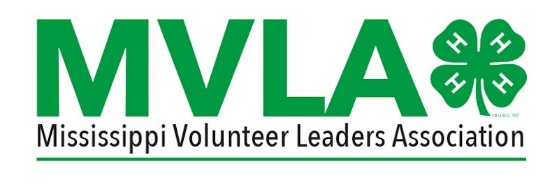 MVLA
H H H H
Mississippi Volunteer Leaders Association